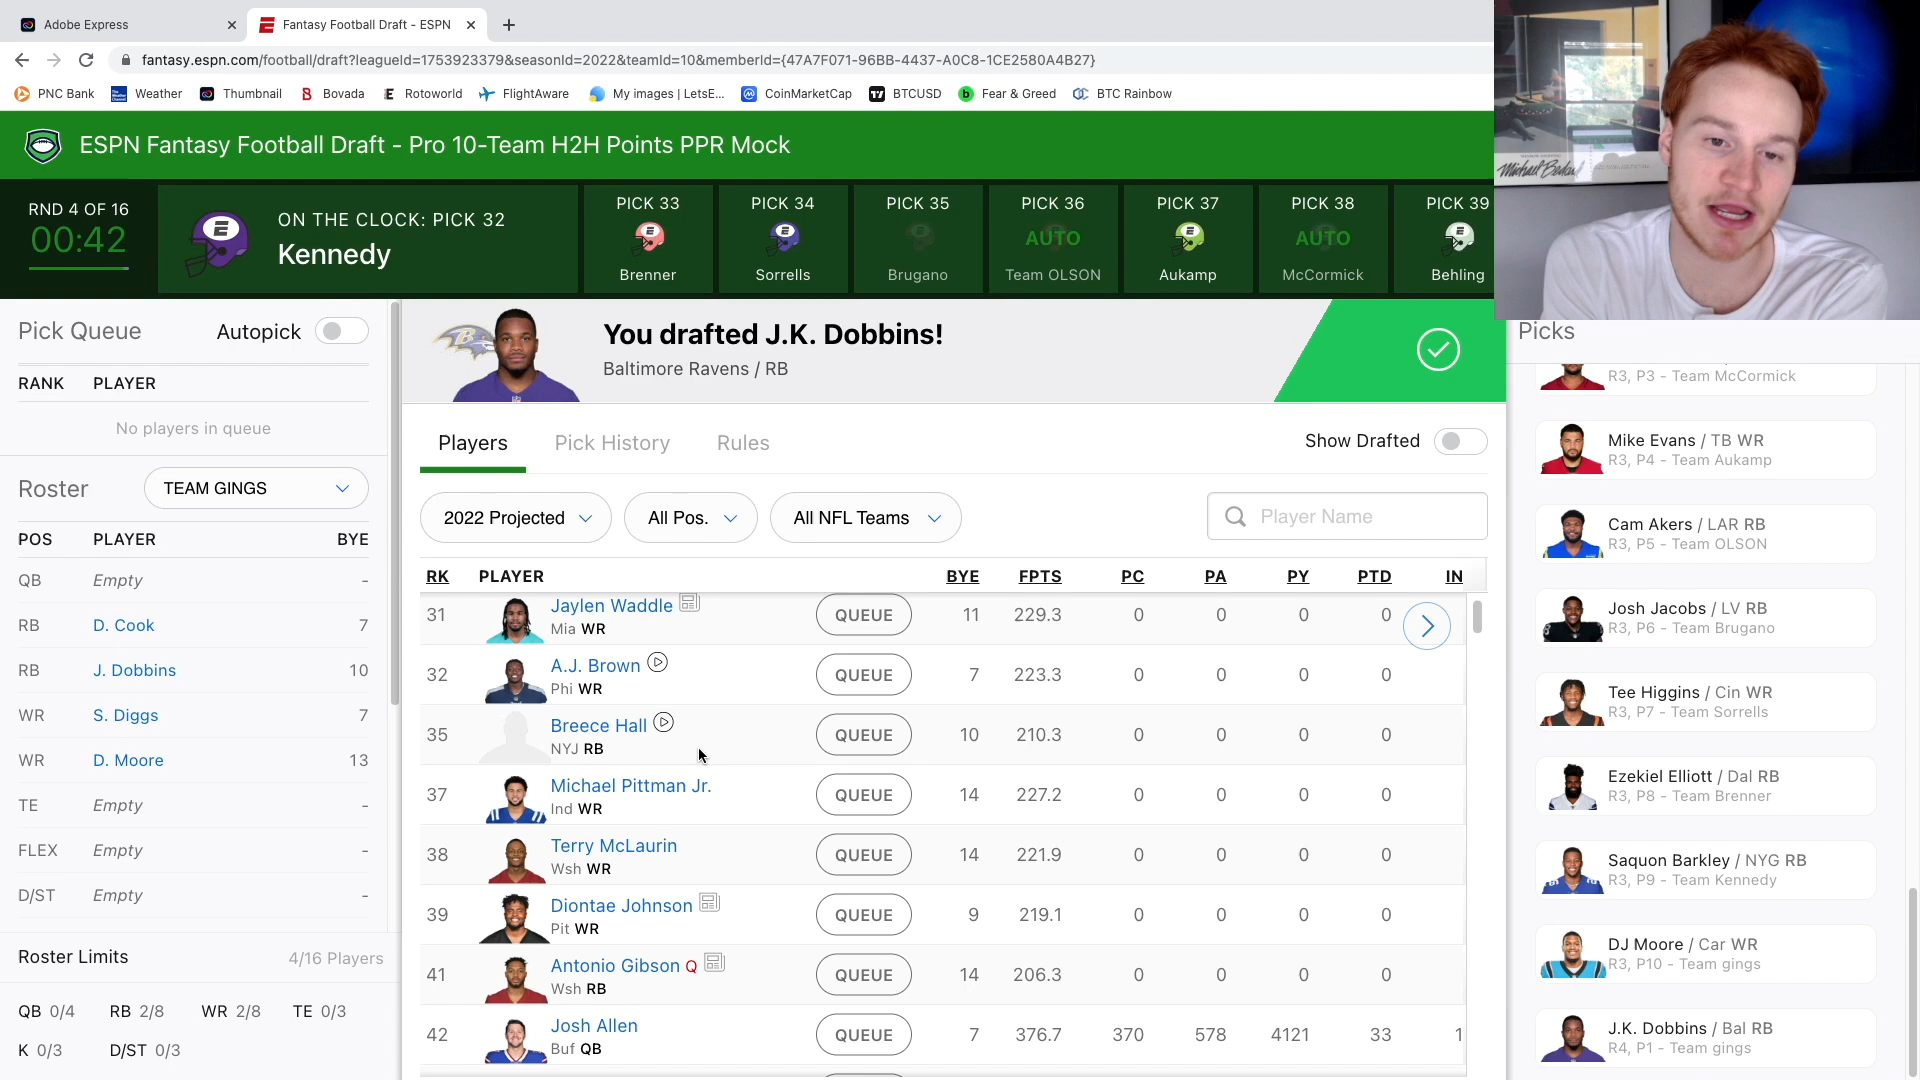 Adobe Express
Fantasy Football Draft - ESPN
fantasy.espn.com/football/draft?leagueId=1753923379&seasonId=2022&teamId=10&memberId={47A7F071-96BB-4437-A0C8-1CE2580A4B27}
PNC Bank
Weather
Thumbnail
Bovada
Rotoworld
FlightAware
My images | LetsE...
CoinMarketCap
BTCUSD
Fear & Greed
BTC Rainbow
ESPN Fantasy Football Draft - Pro 10-Team H2H Points PPR Mock
RND 4 OF 16
00:42
ON THE CLOCK: PICK 32
Kennedy
PICK 33
Brenner
PICK 34
Sorrells
PICK 35
Brugano
PICK 36
AUTO
Team OLSON
PICK 37
Aukamp
PICK 38
AUTO
McCormick
PICK 39
Behling
Pick Queue
Autopick
RANK PLAYER
No players in queue
Roster
TEAM GINGS
POS PLAYER BYE
QB Empty -
RB D. Cook 7
RB J. Dobbins 10
WR S. Diggs 7
WR D. Moore 13
TE Empty -
FLEX Empty -
D/ST Empty -
Roster Limits 4/16 Players
QB 0/4 RB 2/8 WR 2/8 TE 0/3
K 0/3 D/ST 0/3
You drafted J.K. Dobbins!
Baltimore Ravens / RB
Players
Pick History
Rules
Show Drafted
2022 Projected
All Pos.
All NFL Teams
Player Name
RK PLAYER BYE FPTS PC PA PY PTD IN
31 Jaylen Waddle QUEUE 11 229.3 0 0 0 0
Mia WR
32 A.J. Brown QUEUE 7 223.3 0 0 0 0
Phi WR
35 Breece Hall QUEUE 10 210.3 0 0 0 0
NYJ RB
37 Michael Pittman Jr. QUEUE 14 227.2 0 0 0 0
Ind WR
38 Terry McLaurin QUEUE 14 221.9 0 0 0 0
Wsh WR
39 Diontae Johnson QUEUE 9 219.1 0 0 0 0
Pit WR
41 Antonio Gibson Q QUEUE 14 206.3 0 0 0 0
Wsh RB
42 Josh Allen QUEUE 7 376.7 370 578 4121 33 1
Buf QB
Picks
R3, P3 - Team McCormick
Mike Evans / TB WR
R3, P4 - Team Aukamp
Cam Akers / LAR RB
R3, P5 - Team OLSON
Josh Jacobs / LV RB
R3, P6 - Team Brugano
Tee Higgins / Cin WR
R3, P7 - Team Sorrells
Ezekiel Elliott / Dal RB
R3, P8 - Team Brenner
Saquon Barkley / NYG RB
R3, P9 - Team Kennedy
DJ Moore / Car WR
R3, P10 - Team gings
J.K. Dobbins / Bal RB
R4, P1 - Team gings